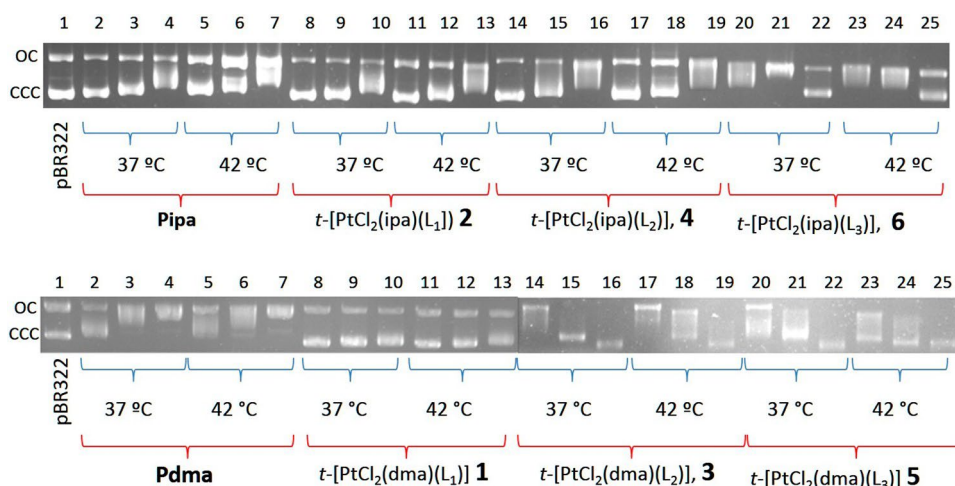 1 2 3 4 5 6 7 8 9 10 11 12 13 14 15 16 17 18 19 20 21 22 23 24 25
OC
CCC
pBR322
37 ºC 42 ºC 37 ºC 42 ºC 37 ºC 42 ºC 37 ºC 42 ºC
Pipa t-[PtCl₂(ipa)(L₁]) 2 t-[PtCl₂(ipa)(L₂)], 4 t-[PtCl₂(ipa)(L₃)], 6
1 2 3 4 5 6 7 8 9 10 11 12 13 14 15 16 17 18 19 20 21 22 23 24 25
OC
CCC
pBR322
37 ºC 42 °C 37 °C 42 °C 37 ºC 42 ºC 37 °C 42 °C
Pdma t-[PtCl₂(dma)(L₁)] 1 t-[PtCl₂(dma)(L₂)], 3 t-[PtCl₂(dma)(L₃)] 5